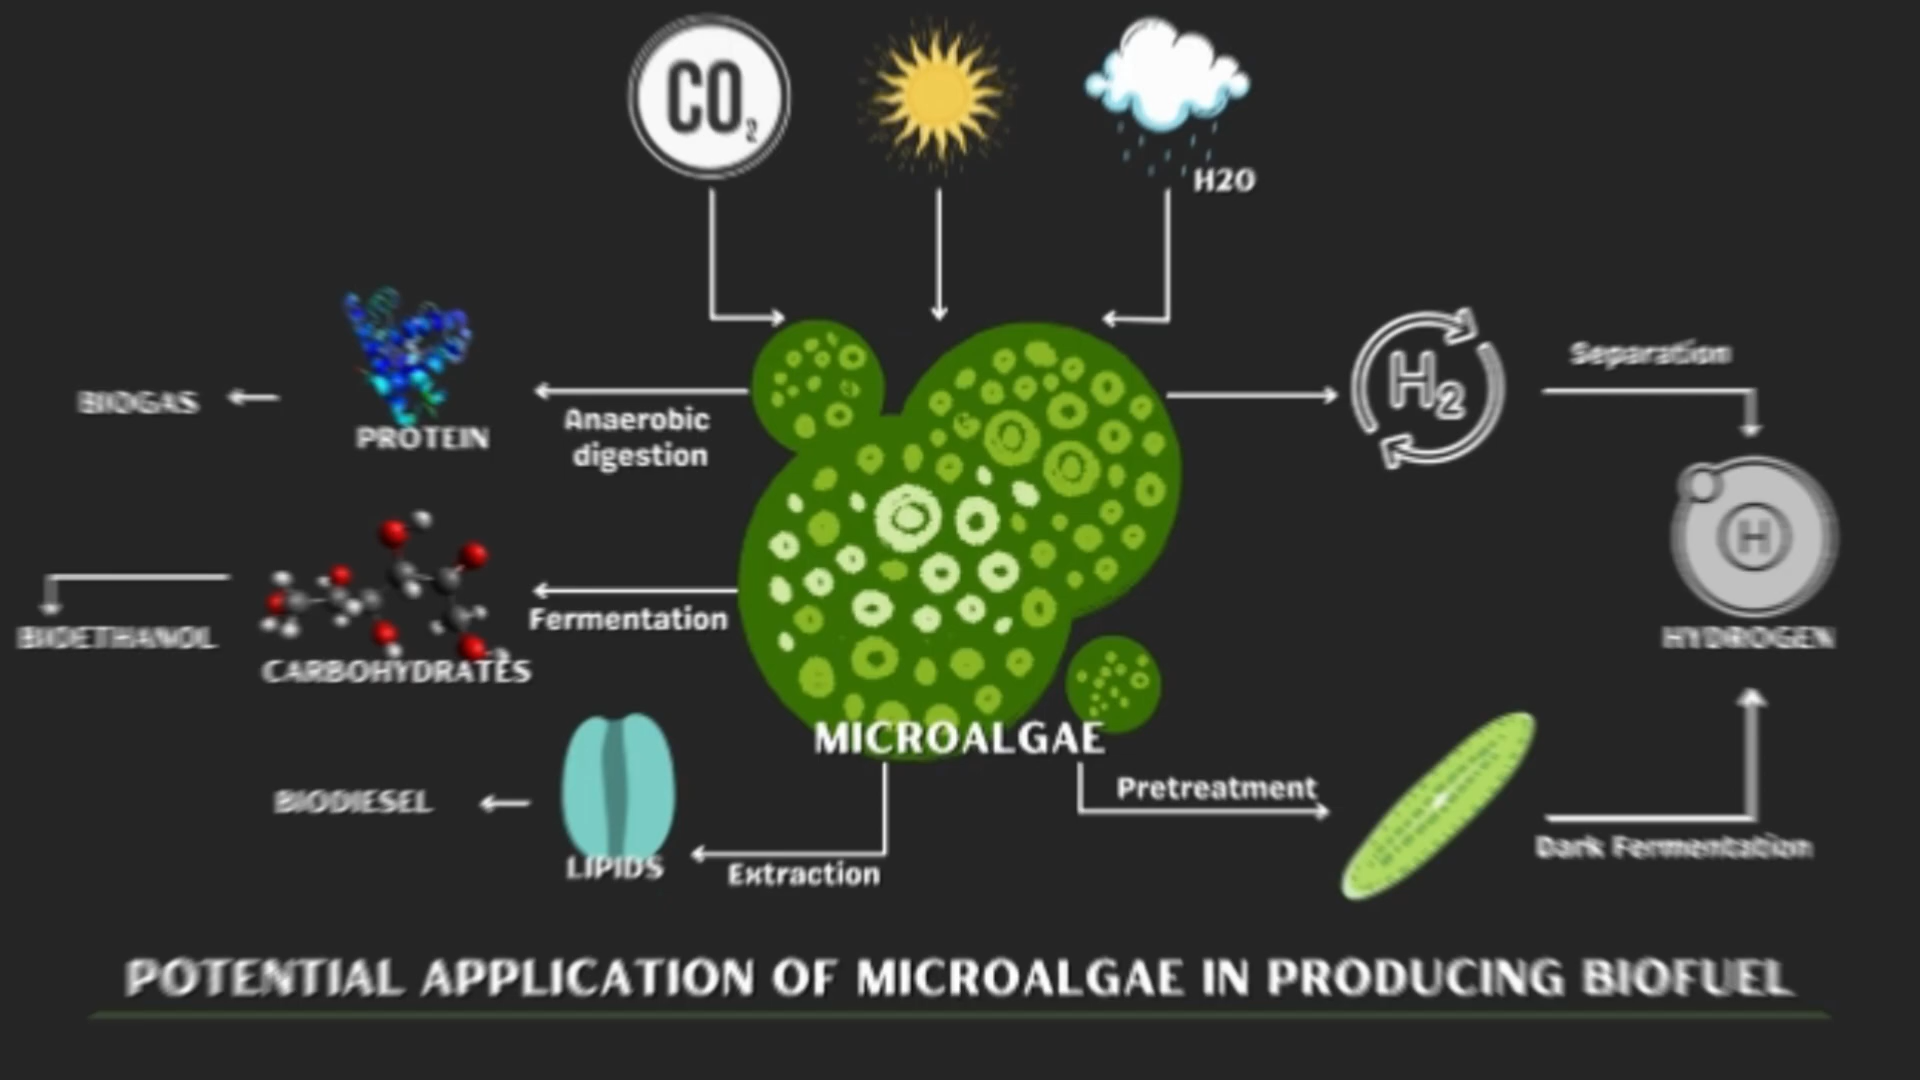 CO2
H2O
BIOGAS
PROTEIN
Anaerobic
digestion
H2
Separation
H
HYDROGEN
BIOETHANOL
CARBOHYDRATES
Fermentation
MICROALGAE
BIODIESEL
LIPIDS
Extraction
Pretreatment
Dark Fermentation
POTENTIAL APPLICATION OF MICROALGAE IN PRODUCING BIOFUEL